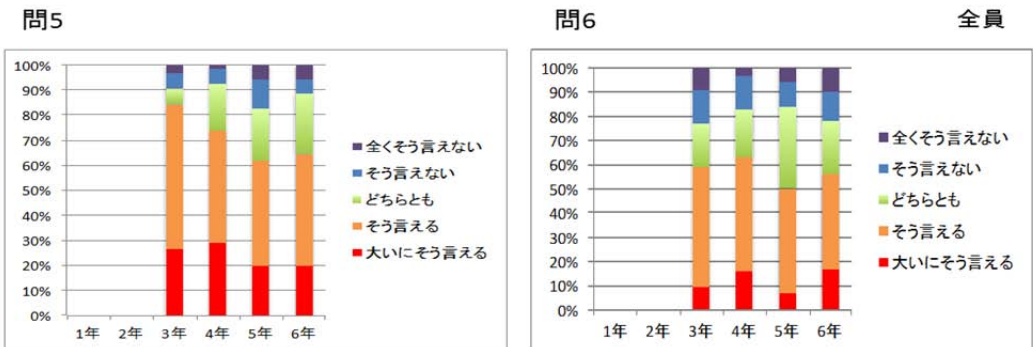 問5
100%
90%
80%
70%
60%
50%
40%
30%
20%
10%
0%
1年 2年 3年 4年 5年 6年
全くそう言えない
そう言えない
どちらとも
そう言える
大いにそう言える
問6 全員
100%
90%
80%
70%
60%
50%
40%
30%
20%
10%
0%
1年 2年 3年 4年 5年 6年
全くそう言えない
そう言えない
どちらとも
そう言える
大いにそう言える